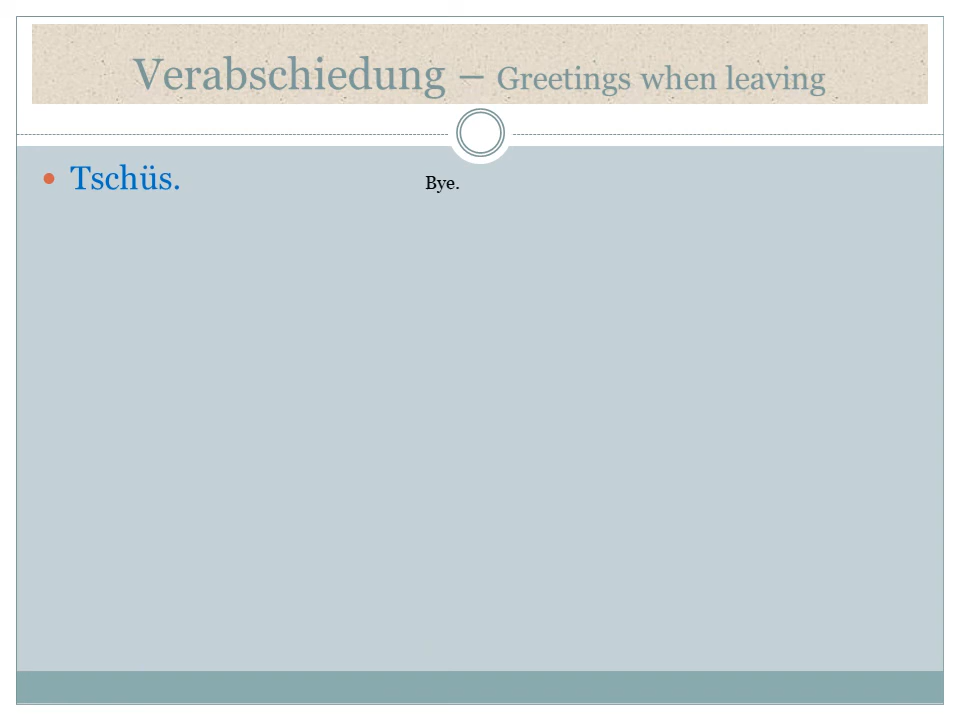 Verabschiedung – Greetings when leaving
• Tschüs. Bye.